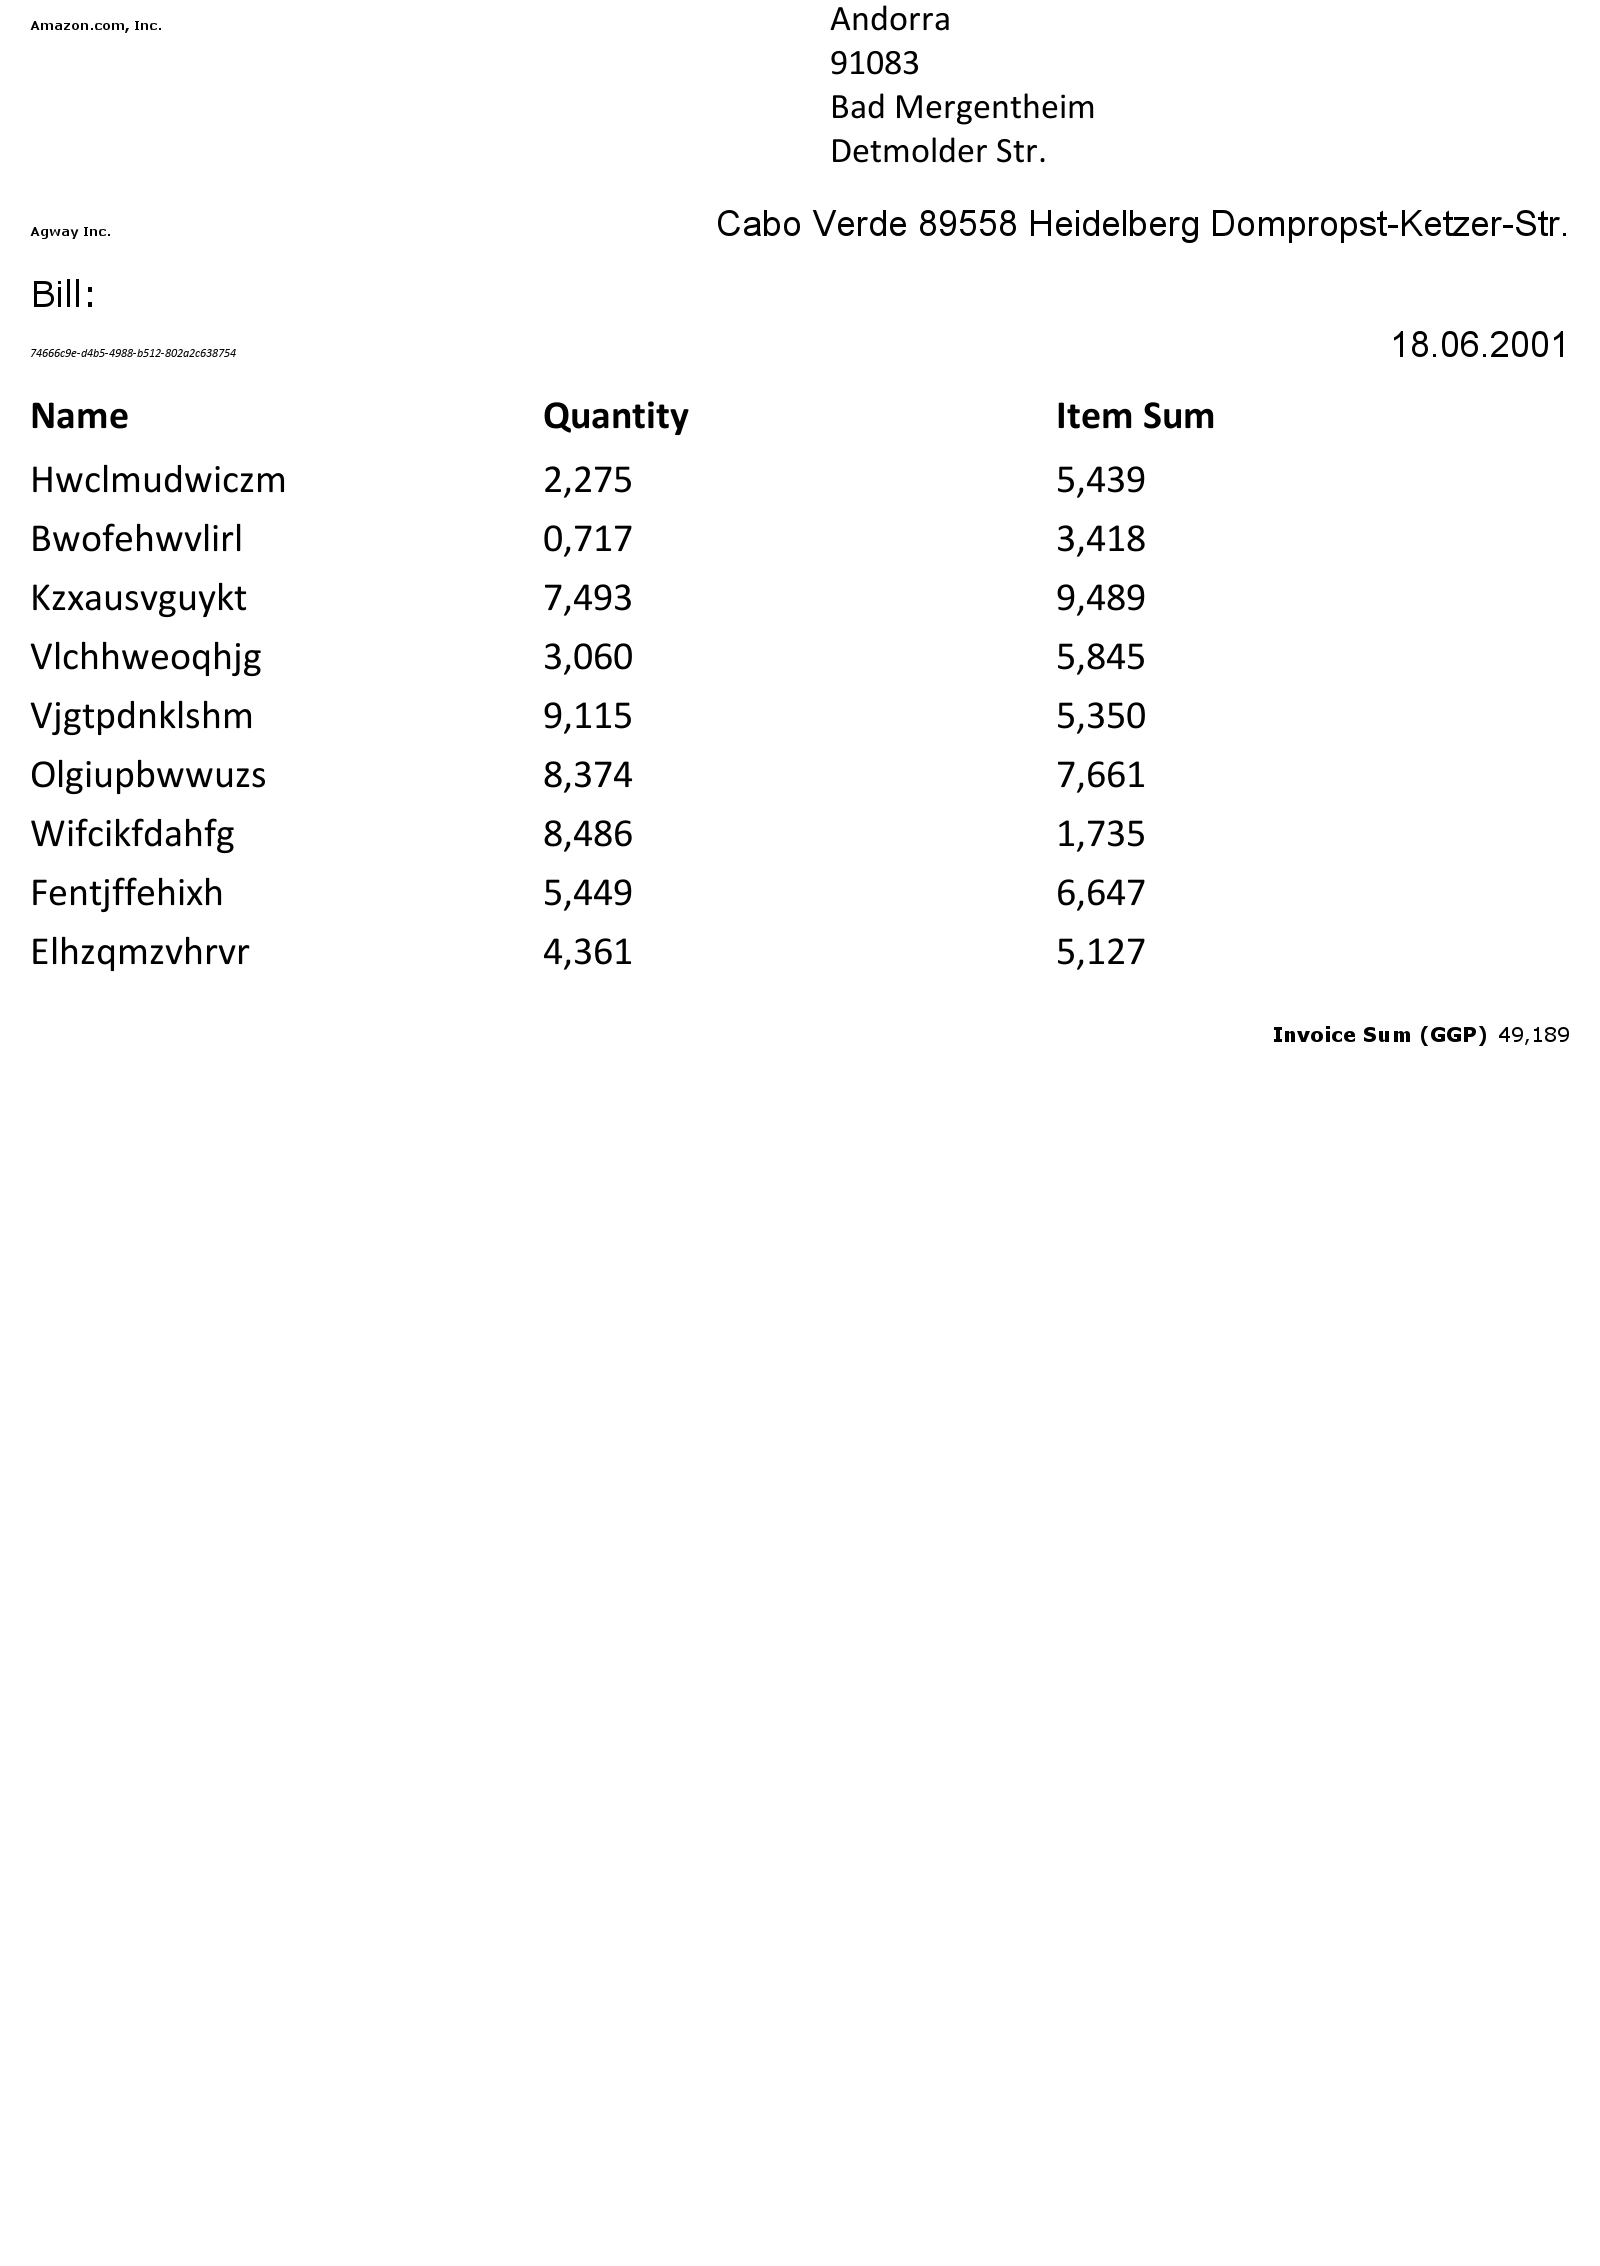 Amazon.com, Inc.
Andorra
91083
Bad Mergentheim
Detmolder Str.
Agway Inc.
Cabo Verde 89558 Heidelberg Dompropst-Ketzer-Str.
Bill:
74666c9e-d4b5-4988-b512-802a2c638754
18.06.2001
Name Quantity Item Sum
Hwclmudwiczm 2,275 5,439
Bwofehwvlirl 0,717 3,418
Kzxausvguykt 7,493 9,489
Vlchhweoqhjg 3,060 5,845
Vjgtpdnklshm 9,115 5,350
Olgiupbwwuzs 8,374 7,661
Wifcikfdahfg 8,486 1,735
Fentjffehixh 5,449 6,647
Elhzqmzvhrvr 4,361 5,127
Invoice Sum (GGP) 49,189